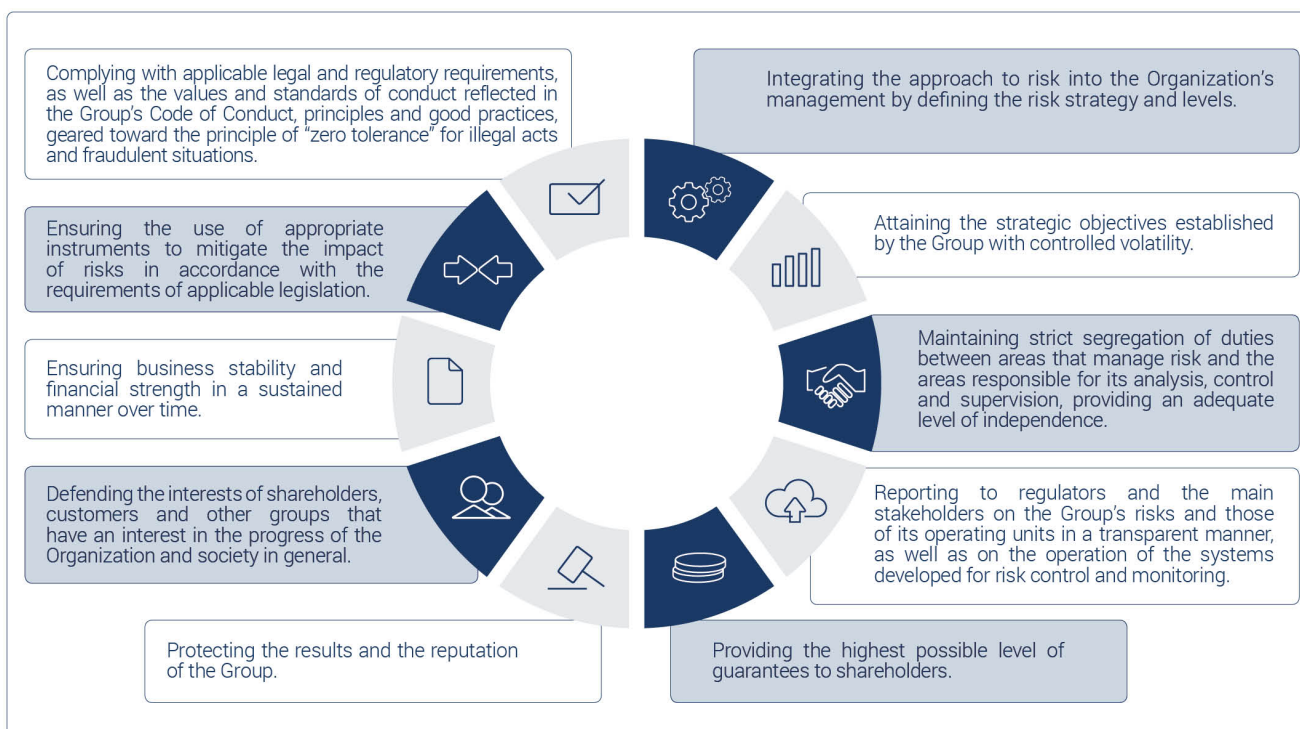 Complying with applicable legal and regulatory requirements,
as well as the values and standards of conduct reflected in
the Group's Code of Conduct, principles and good practices,
geared toward the principle of “zero tolerance” for illegal acts
and fraudulent situations.
Ensuring the use of appropriate
instruments to mitigate the impact
of risks in accordance with the
requirements of applicable legislation.
Ensuring business stability and
financial strength in a sustained
manner over time.
Defending the interests of shareholders,
customers and other groups that
have an interest in the progress of the
Organization and society in general.
Protecting the results and the reputation
of the Group.
Integrating the approach to risk into the Organization's
management by defining the risk strategy and levels.
Attaining the strategic objectives established
by the Group with controlled volatility.
Maintaining strict segregation of duties
between areas that manage risk and the
areas responsible for its analysis, control
and supervision, providing an adequate
level of independence.
Reporting to regulators and the main
stakeholders on the Group's risks and those
of its operating units in a transparent manner,
as well as on the operation of the systems
developed for risk control and monitoring.
Providing the highest possible level of
guarantees to shareholders.